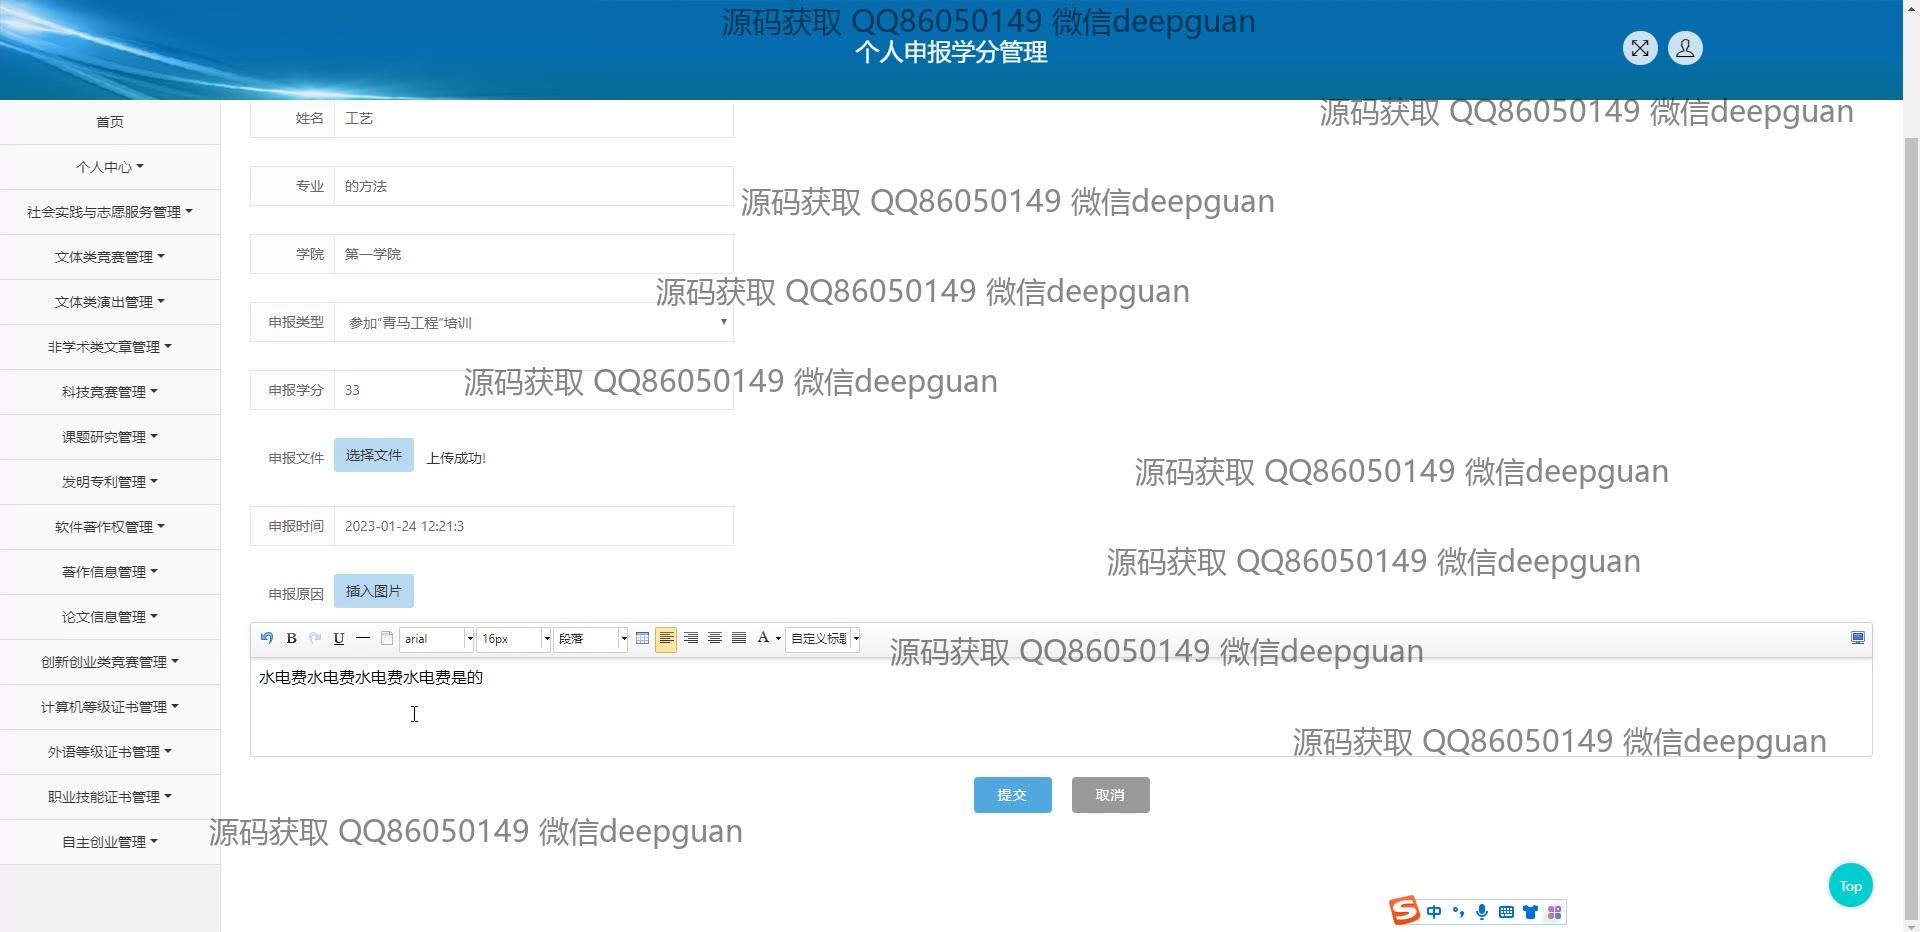 源码获取 QQ86050149 微信deepguan
个人申报学分管理
源码获取 QQ86050149 微信deepguan
首页
姓名 工艺
个人中心
专业 的方法
源码获取 QQ86050149 微信deepguan
社会实践与志愿服务管理
文体类竞赛管理
学院 第一学院
源码获取 QQ86050149 微信deepguan
文体类演出管理
申报类型 参加“青马工程”培训
非学术类文章管理
源码获取 QQ86050149 微信deepguan
科技竞赛管理
申报学分 33
课题研究管理
申报文件 选择文件 上传成功!
源码获取 QQ86050149 微信deepguan
发明专利管理
软件著作权管理
申报时间 2023-01-24 12:21:3
源码获取 QQ86050149 微信deepguan
著作信息管理
申报原因 插入图片
论文信息管理
B U arial 16px 段落 A 自定义标题
源码获取 QQ86050149 微信deepguan
创新创业类竞赛管理
水电费水电费水电费水电费是的
计算机等级证书管理
源码获取 QQ86050149 微信deepguan
外语等级证书管理
职业技能证书管理
提交 取消
源码获取 QQ86050149 微信deepguan
自主创业管理
Top
S 中